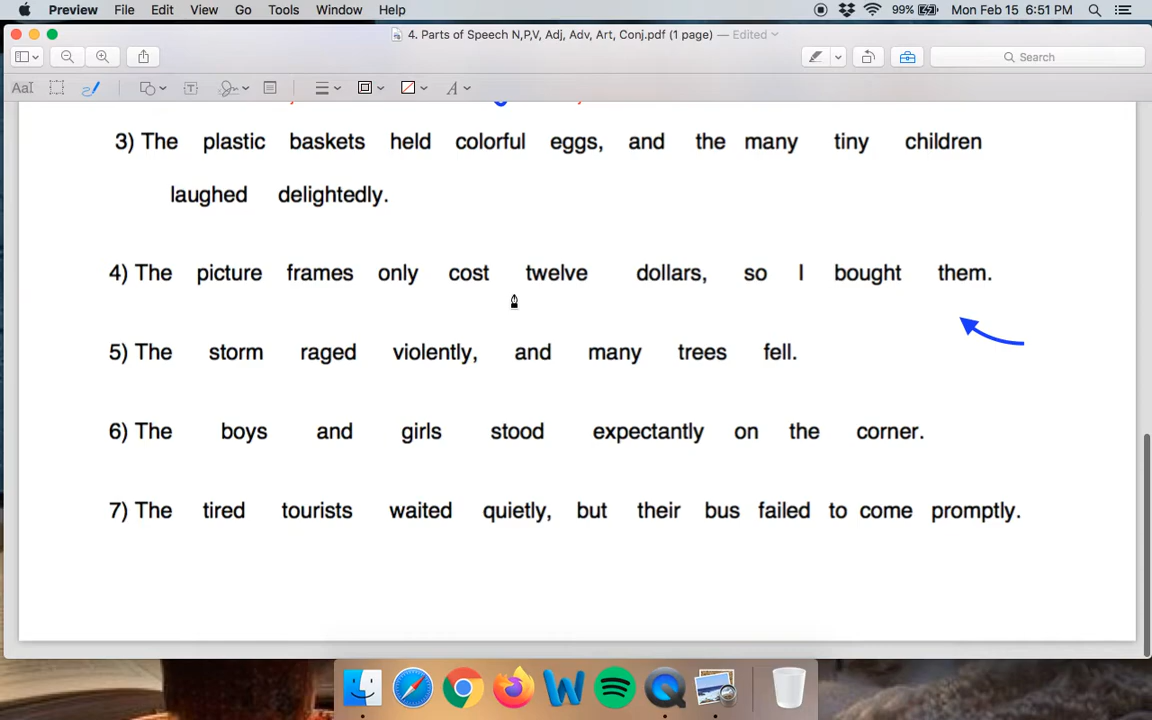 Preview File Edit View Go Tools Window Help 99% Mon Feb 15 6:51 PM
4. Parts of Speech N,P,V, Adj, Adv, Art, Conj.pdf (1 page) — Edited
Search
AaI T A
3) The plastic baskets held colorful eggs, and the many tiny children
laughed delightedly.
4) The picture frames only cost twelve dollars, so I bought them.
5) The storm raged violently, and many trees fell.
6) The boys and girls stood expectantly on the corner.
7) The tired tourists waited quietly, but their bus failed to come promptly.